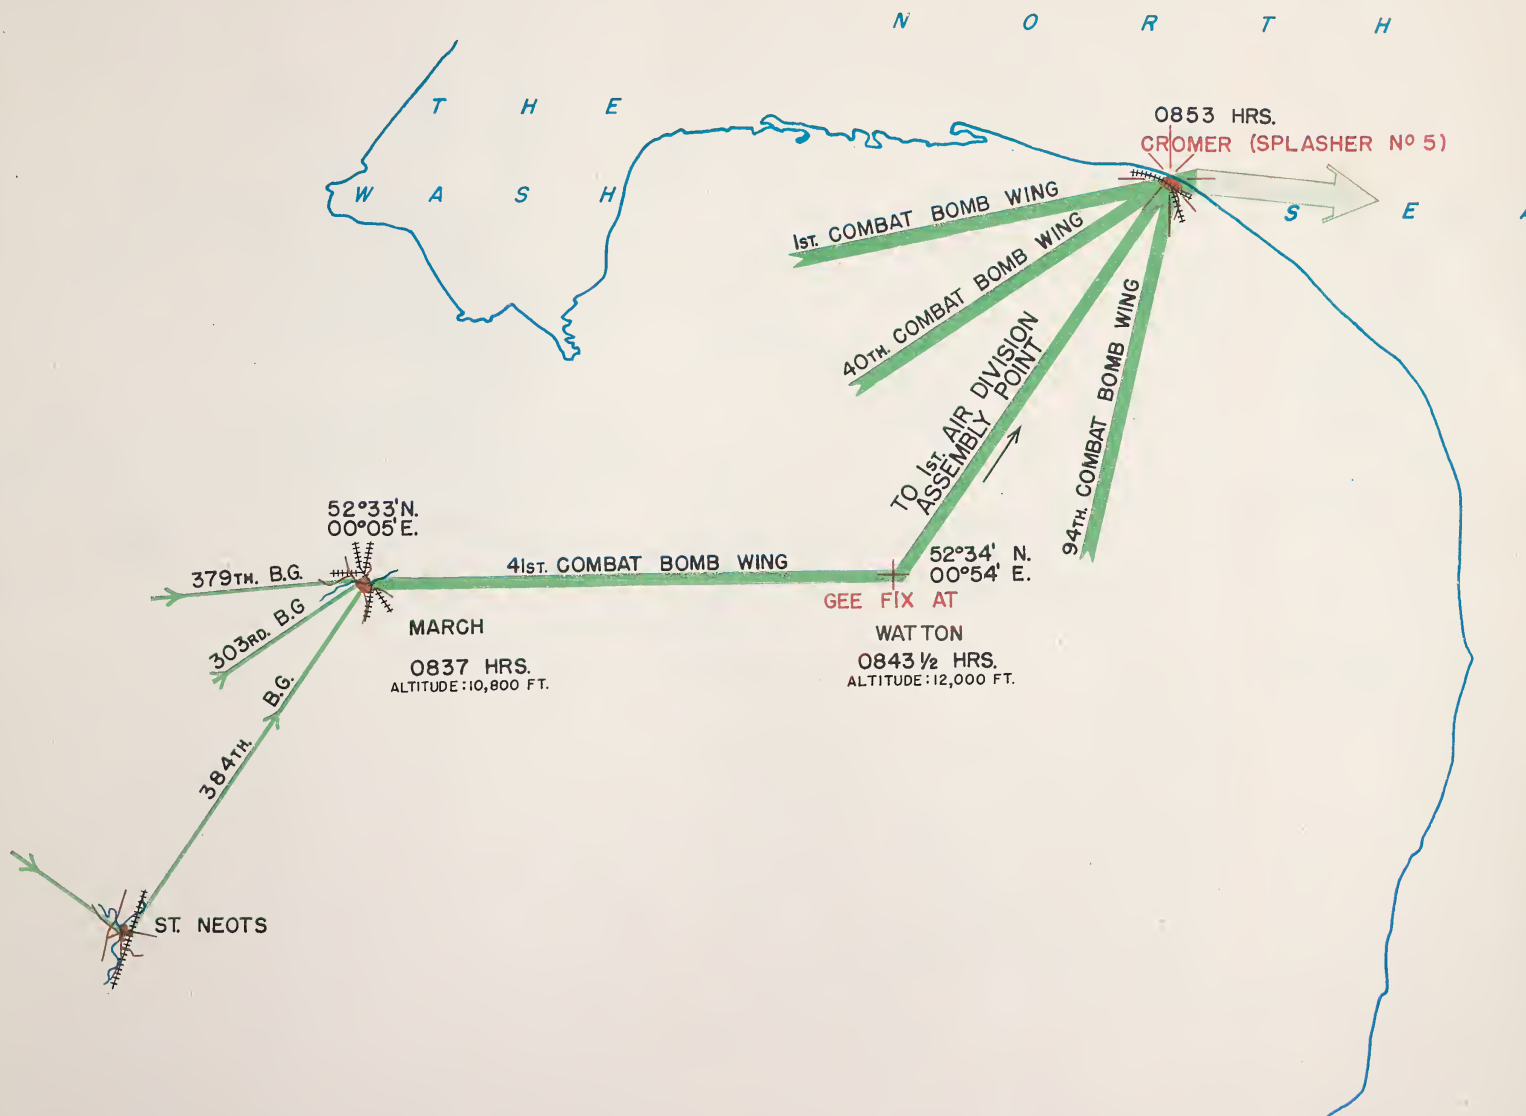 N O R T H
T H E
0853 HRS.
CROMER (SPLASHER Nº 5)
W A S H
S E A
1ST. COMBAT BOMB WING
40TH. COMBAT BOMB WING
TO 1ST. AIR DIVISION
ASSEMBLY POINT
94TH. COMBAT BOMB WING
52°33'N.
00°05'E.
379TH. B.G.
303RD. B.G
384TH. B.G.
41ST. COMBAT BOMB WING
52°34' N.
00°54' E.
GEE FIX AT
MARCH
WATTON
0837 HRS.
ALTITUDE:10,800 FT.
0843 1/2 HRS.
ALTITUDE:12,000 FT.
ST. NEOTS